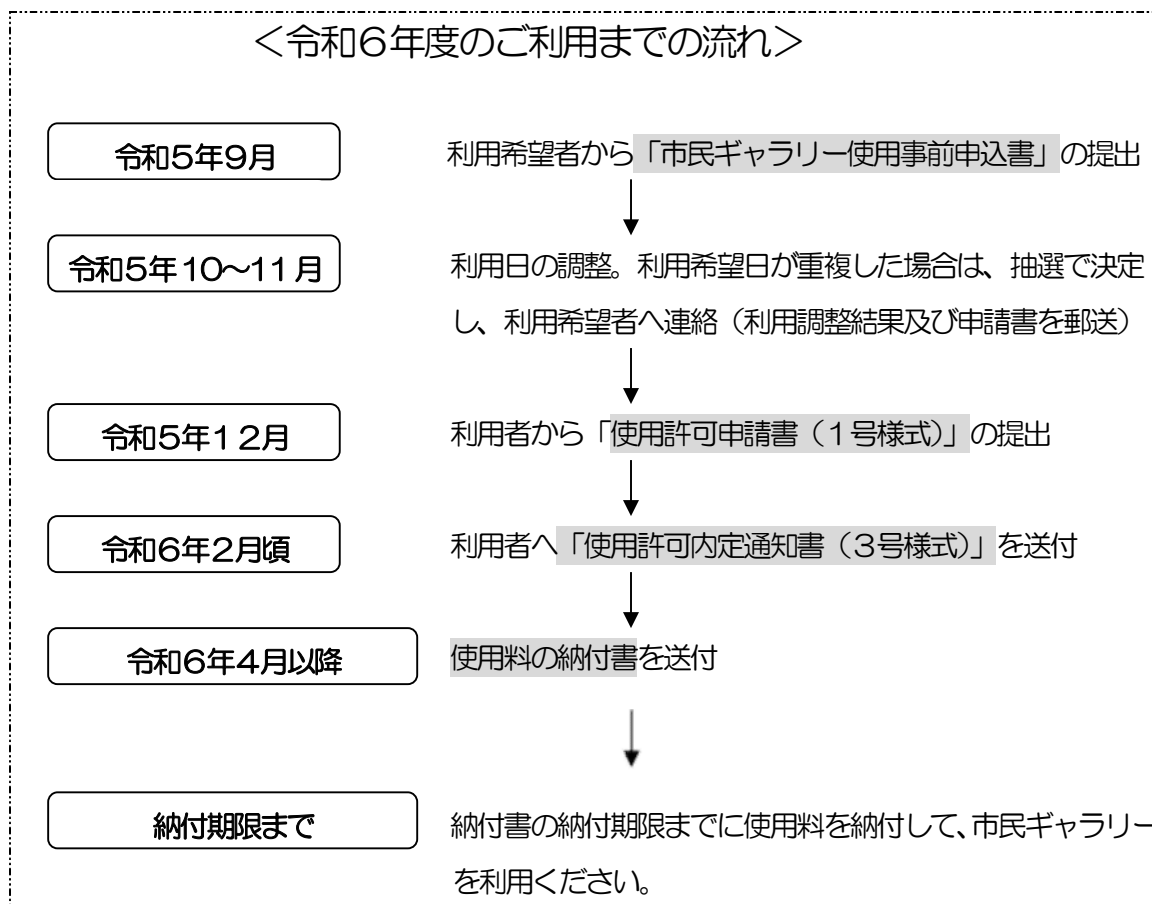 ＜令和６年度のご利用までの流れ＞
令和５年９月
利用希望者から「市民ギャラリー使用事前申込書」の提出
令和５年１０～１１月
利用日の調整。利用希望日が重複した場合は、抽選で決定
し、利用希望者へ連絡（利用調整結果及び申請書を郵送）
令和５年１２月
利用者から「使用許可申請書（１号様式）」の提出
令和６年２月頃
利用者へ「使用許可内定通知書（３号様式）」を送付
令和６年４月以降
使用料の納付書を送付
納付期限まで
納付書の納付期限までに使用料を納付して、市民ギャラリー
を利用ください。